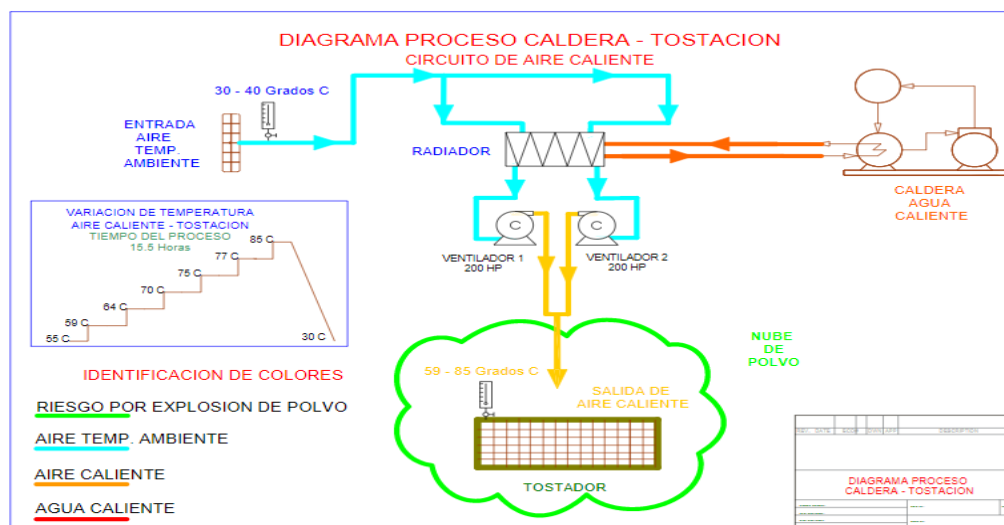 DIAGRAMA PROCESO CALDERA - TOSTACION
CIRCUITO DE AIRE CALIENTE
30 - 40 Grados C
ENTRADA
AIRE
TEMP.
AMBIENTE
RADIADOR
CALDERA
AGUA
CALIENTE
VARIACION DE TEMPERATURA
AIRE CALIENTE - TOSTACION
TIEMPO DEL PROCESO
15.5 Horas
55 C
59 C
64 C
70 C
75 C
77 C
85 C
30 C
C
C
VENTILADOR 1
200 HP
VENTILADOR 2
200 HP
NUBE
DE
POLVO
59 - 85 Grados C
SALIDA DE
AIRE CALIENTE
TOSTADOR
IDENTIFICACION DE COLORES
RIESGO POR EXPLOSION DE POLVO
AIRE TEMP. AMBIENTE
AIRE CALIENTE
AGUA CALIENTE
REV. DATE DESCRIPTION
DIAGRAMA PROCESO
CALDERA - TOSTACION